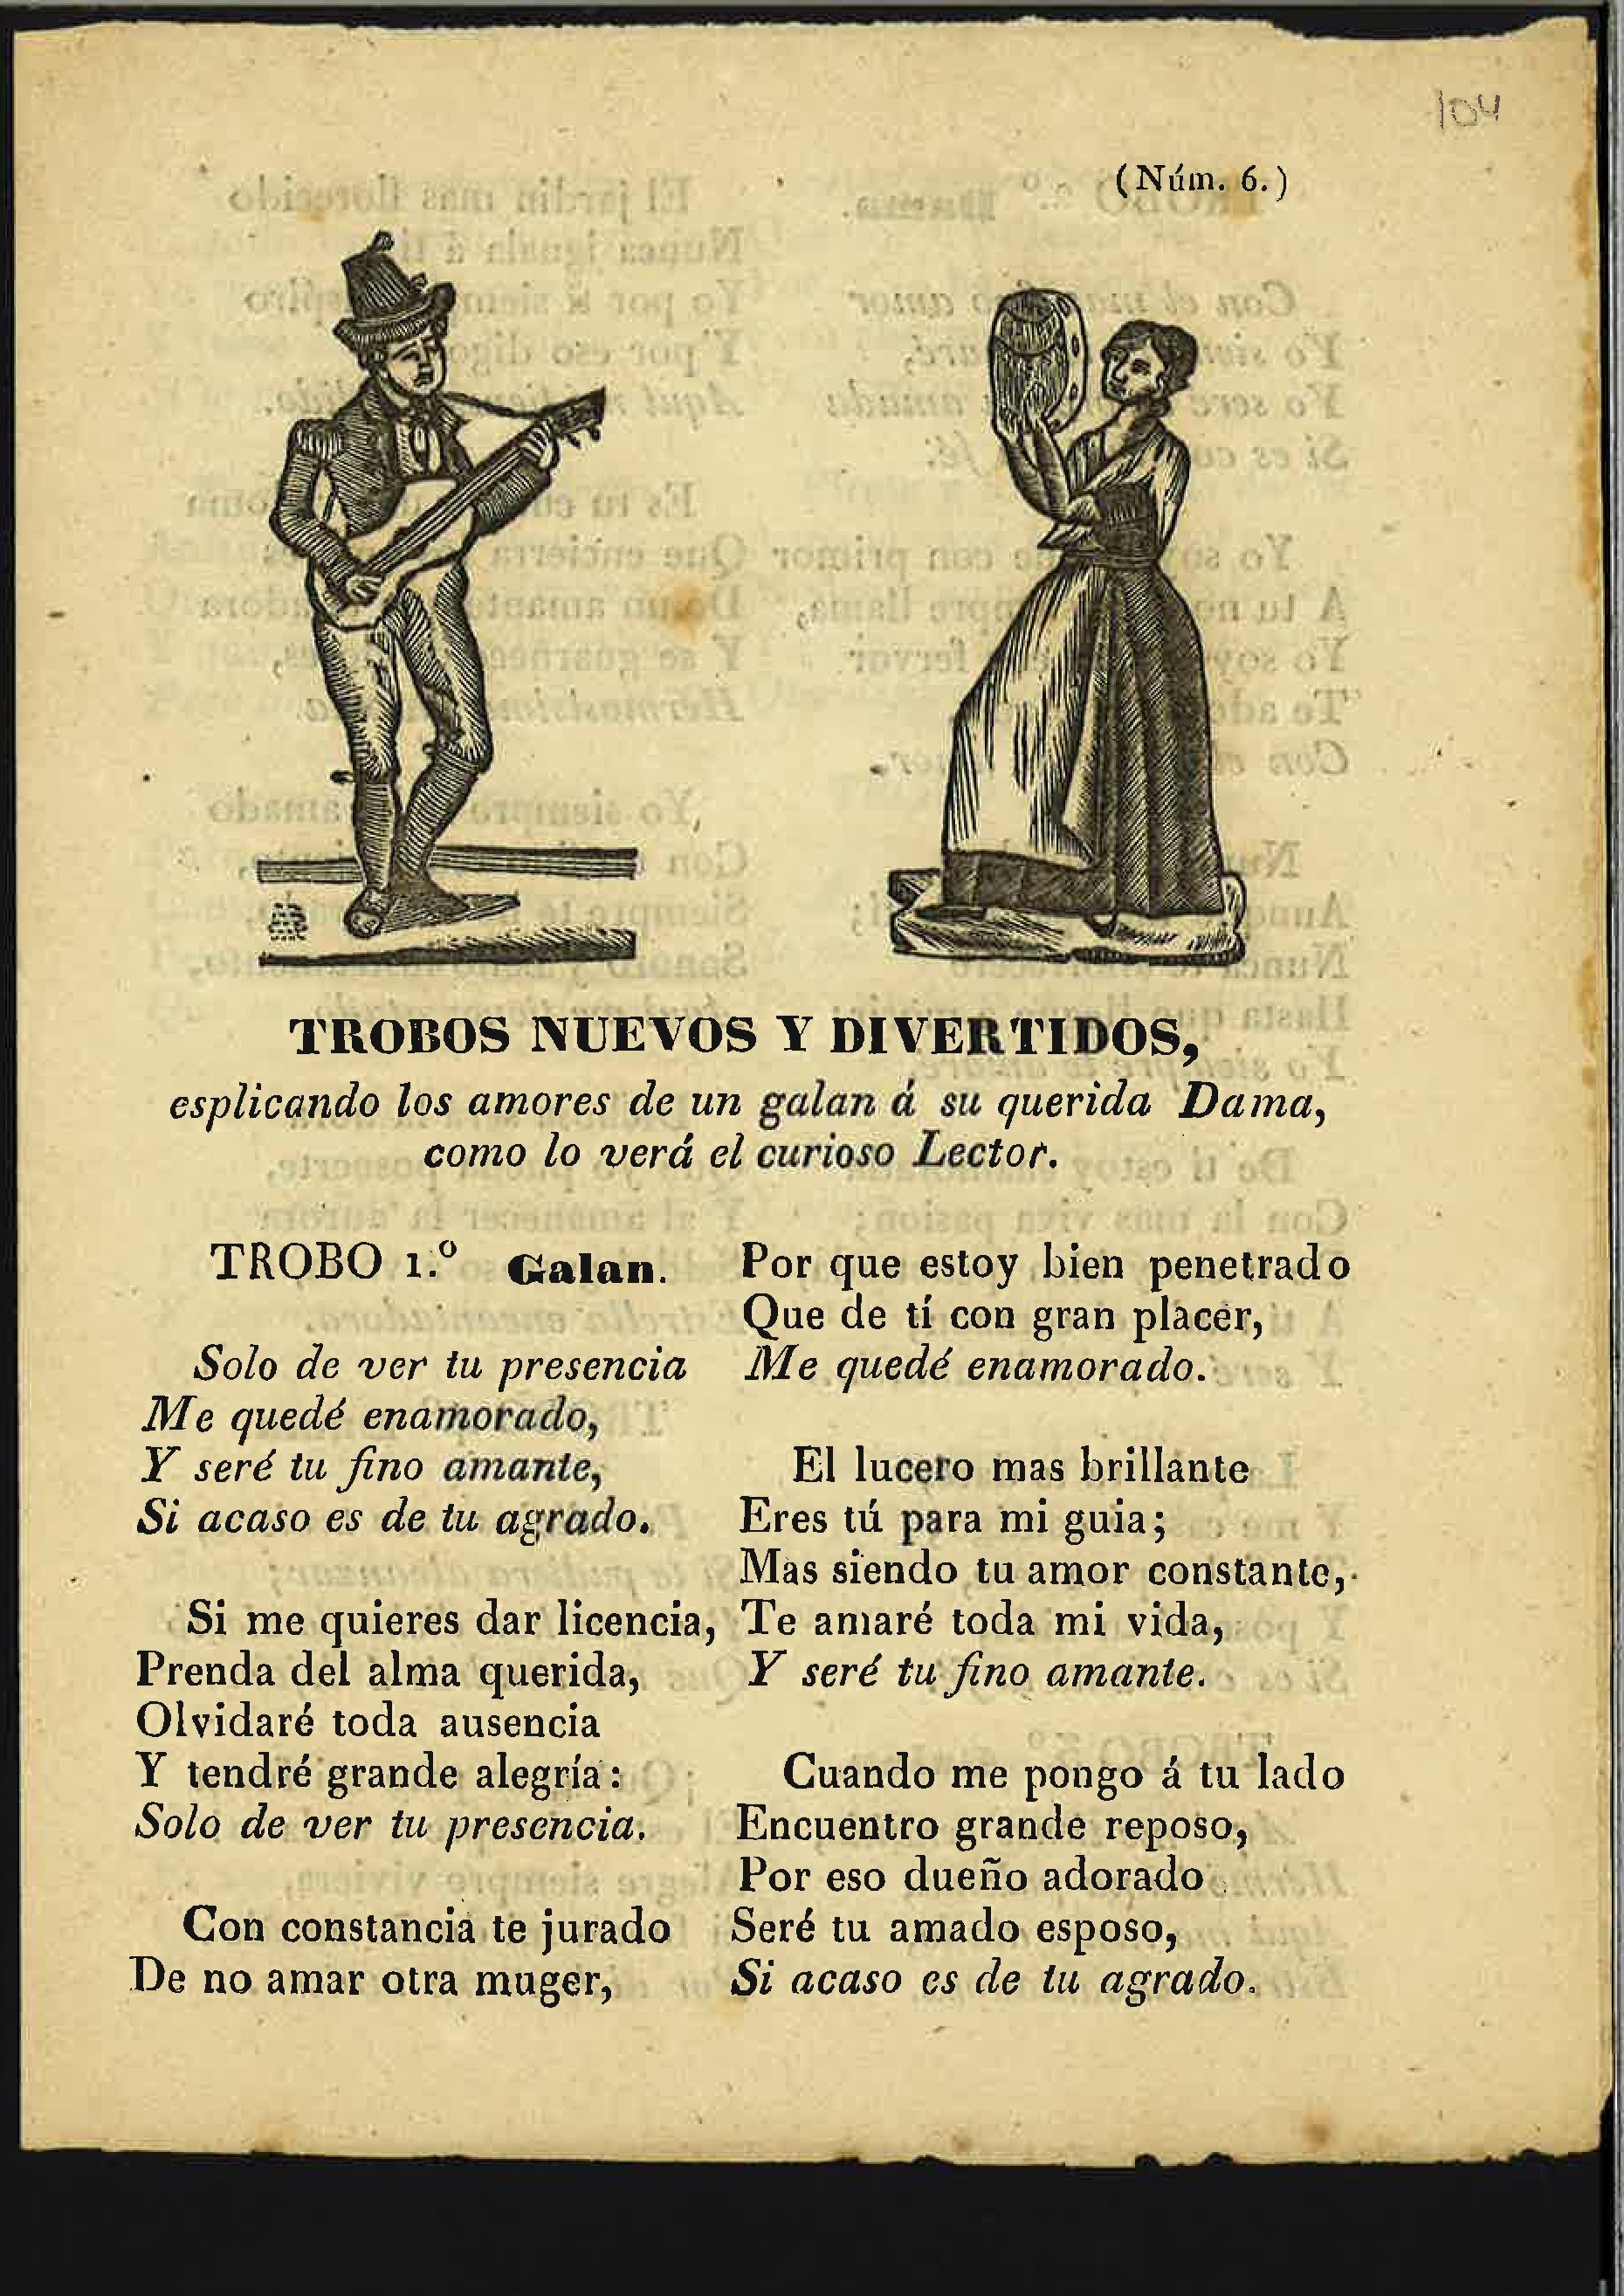 104
(Núm. 6.)
TROBOS NUEVOS Y DIVERTIDOS,
esplicando los amores de un galan á su querida Dama,
como lo verá el curioso Lector.
TROBO 1.º Galan.
Solo de ver tu presencia
Me quedé enamorado,
Y seré tu fino amante,
Si acaso es de tu agrado.
Si me quieres dar licencia,
Prenda del alma querida,
Olvidaré toda ausencia
Y tendré grande alegría:
Solo de ver tu presencia.
Con constancia te jurado
De no amar otra muger,
Por que estoy bien penetrado
Que de tí con gran placer,
Me quedé enamorado.
El lucero mas brillante
Eres tú para mi guia;
Mas siendo tu amor constante,
Te amaré toda mi vida,
Y seré tu fino amante.
Cuando me pongo á tu lado
Encuentro grande reposo,
Por eso dueño adorado
Seré tu amado esposo,
Si acaso es de tu agrado.